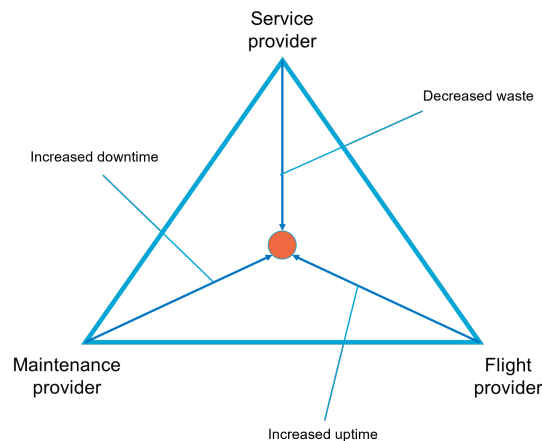 Service
provider
Decreased waste
Increased downtime
Maintenance
provider
Flight
provider
Increased uptime